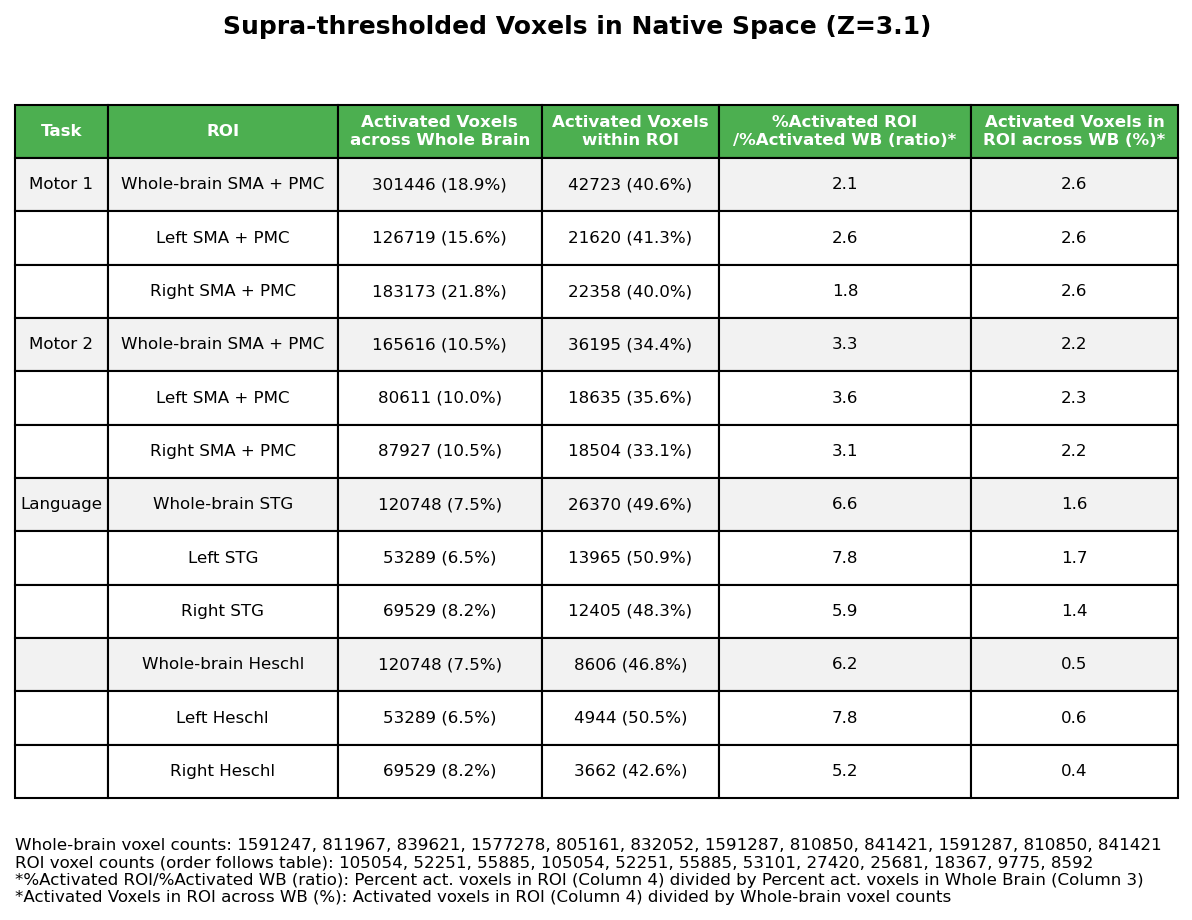 Supra-thresholded Voxels in Native Space (Z=3.1)
Task ROI Activated Voxels across Whole Brain Activated Voxels within ROI %Activated ROI /%Activated WB (ratio)* Activated Voxels in ROI across WB (%)*
Motor 1 Whole-brain SMA + PMC 301446 (18.9%) 42723 (40.6%) 2.1 2.6
Left SMA + PMC 126719 (15.6%) 21620 (41.3%) 2.6 2.6
Right SMA + PMC 183173 (21.8%) 22358 (40.0%) 1.8 2.6
Motor 2 Whole-brain SMA + PMC 165616 (10.5%) 36195 (34.4%) 3.3 2.2
Left SMA + PMC 80611 (10.0%) 18635 (35.6%) 3.6 2.3
Right SMA + PMC 87927 (10.5%) 18504 (33.1%) 3.1 2.2
Language Whole-brain STG 120748 (7.5%) 26370 (49.6%) 6.6 1.6
Left STG 53289 (6.5%) 13965 (50.9%) 7.8 1.7
Right STG 69529 (8.2%) 12405 (48.3%) 5.9 1.4
Whole-brain Heschl 120748 (7.5%) 8606 (46.8%) 6.2 0.5
Left Heschl 53289 (6.5%) 4944 (50.5%) 7.8 0.6
Right Heschl 69529 (8.2%) 3662 (42.6%) 5.2 0.4
Whole-brain voxel counts: 1591247, 811967, 839621, 1577278, 805161, 832052, 1591287, 810850, 841421, 1591287, 810850, 841421
ROI voxel counts (order follows table): 105054, 52251, 55885, 105054, 52251, 55885, 53101, 27420, 25681, 18367, 9775, 8592
*%Activated ROI/%Activated WB (ratio): Percent act. voxels in ROI (Column 4) divided by Percent act. voxels in Whole Brain (Column 3)
*Activated Voxels in ROI across WB (%): Activated voxels in ROI (Column 4) divided by Whole-brain voxel counts